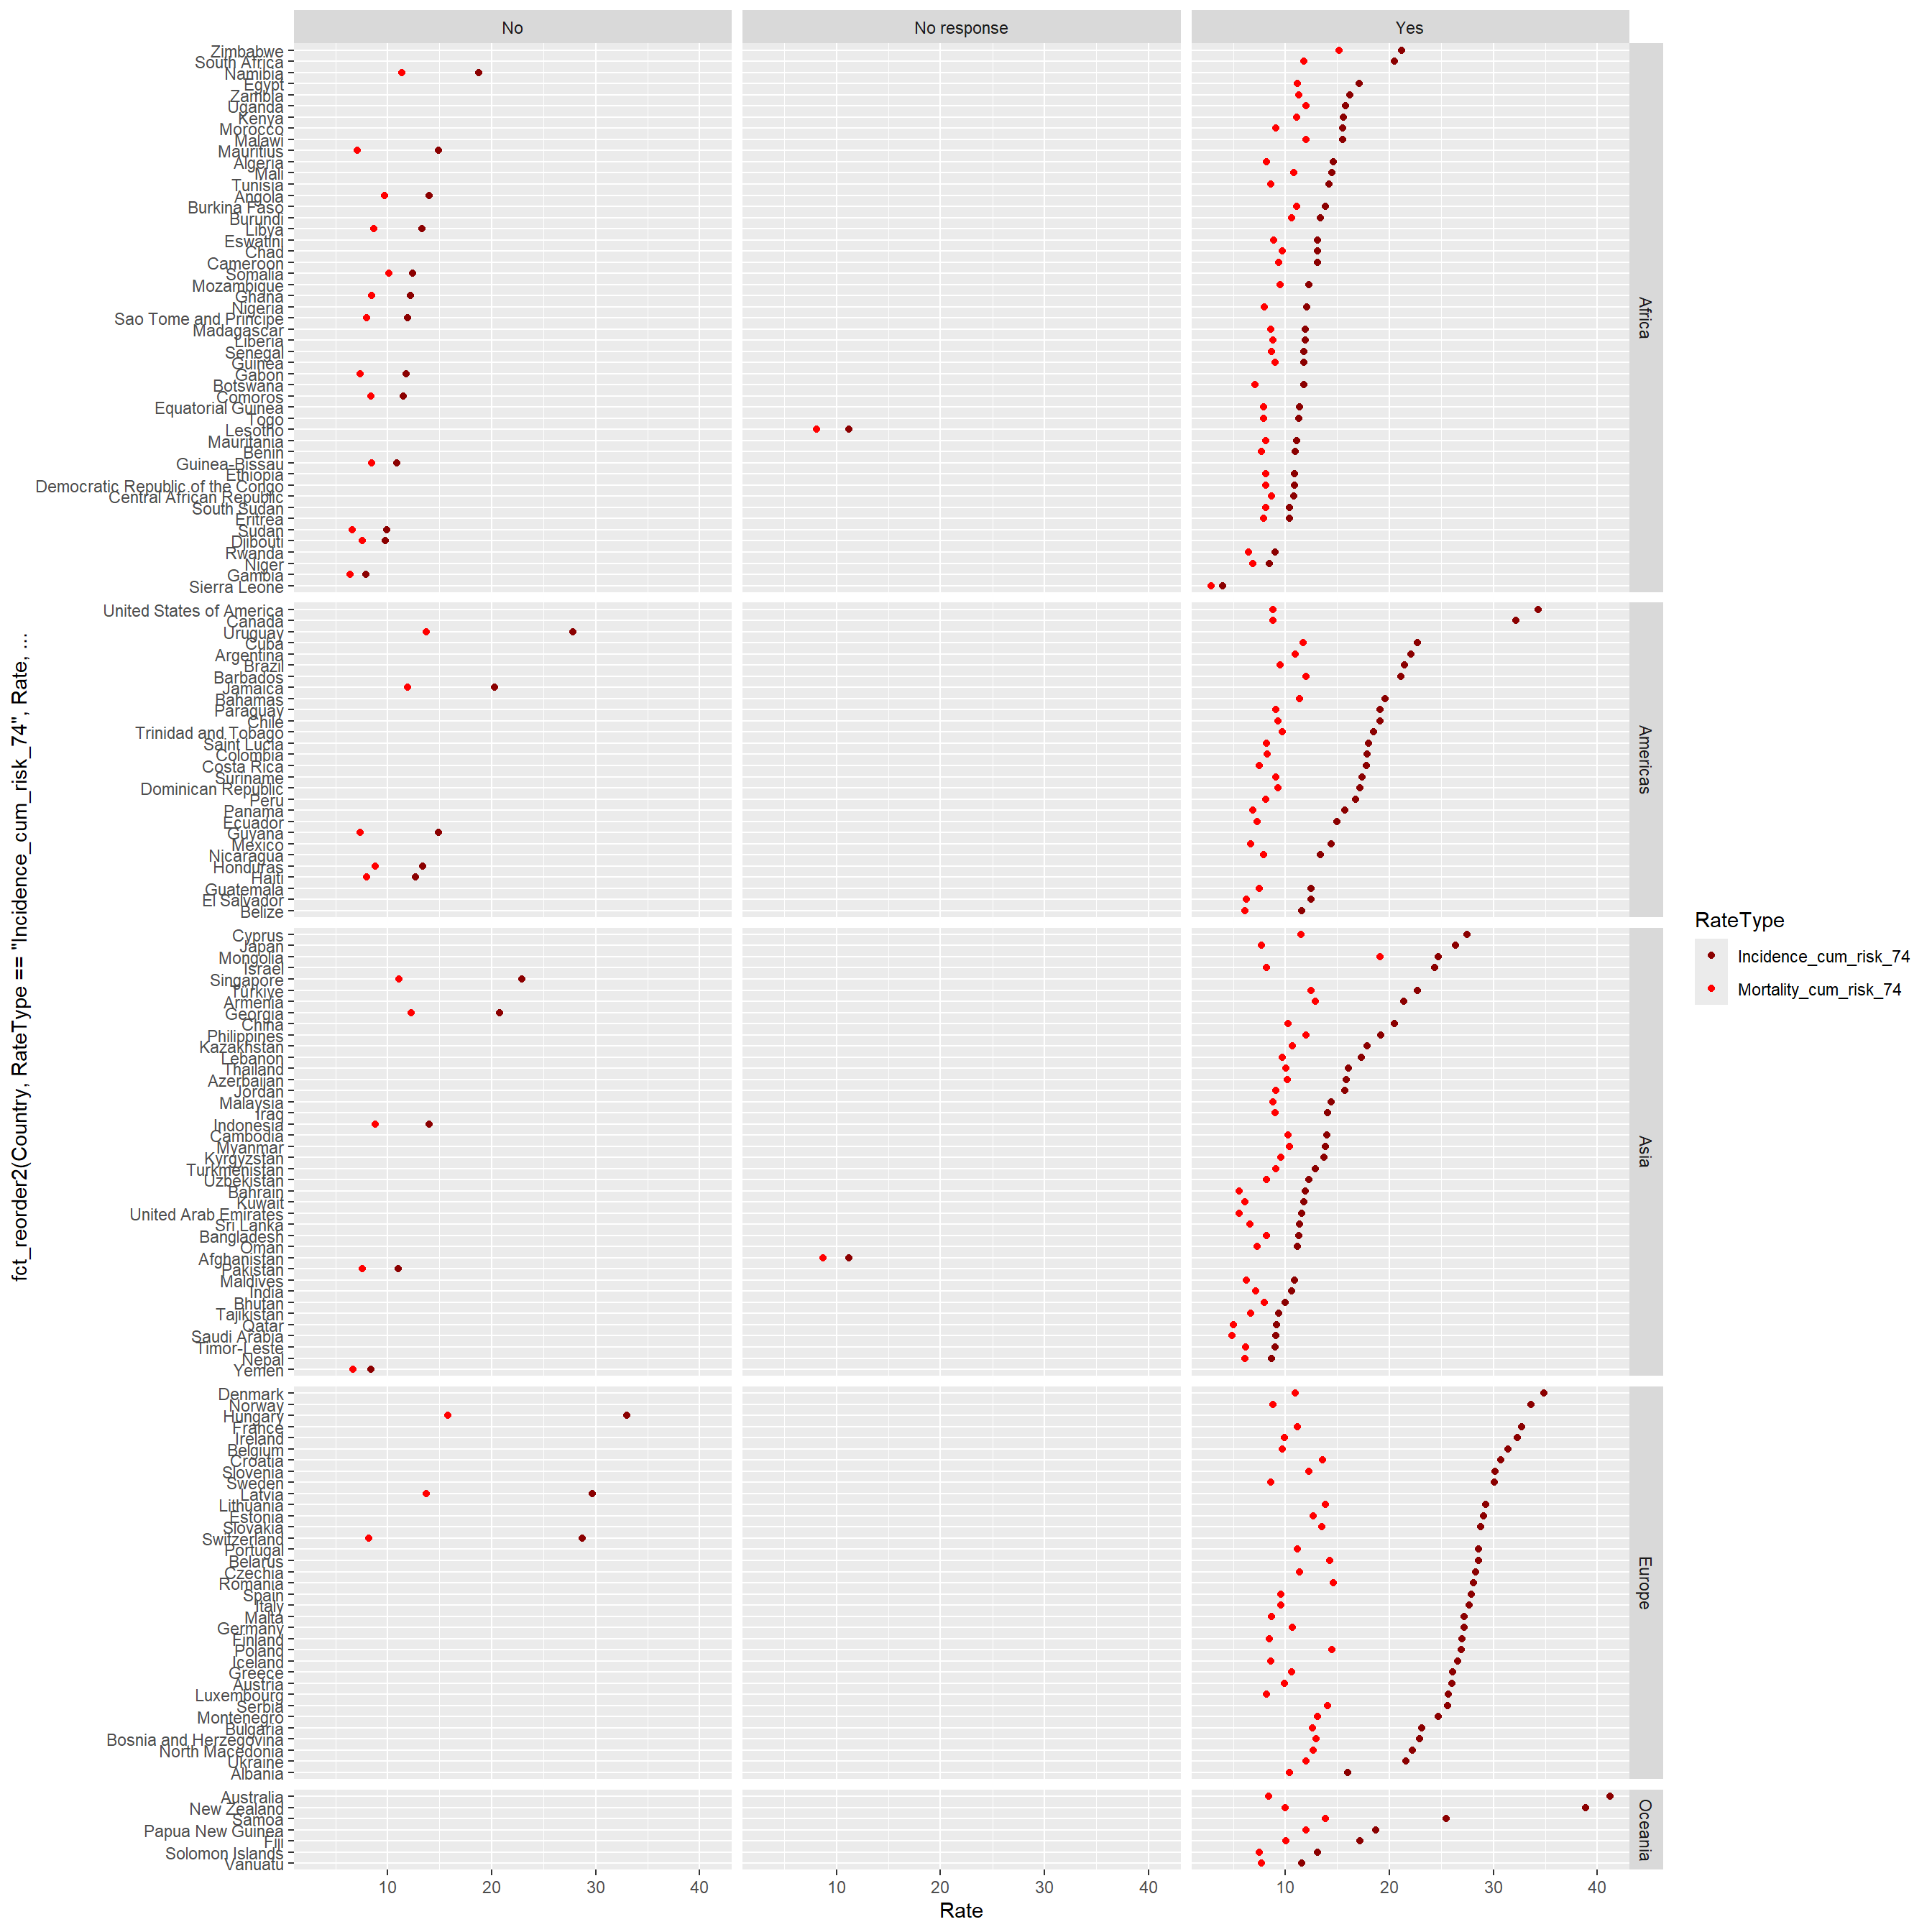 No
No response
Yes
Zimbabwe
South Africa
Namibia
Egypt
Zambia
Uganda
Kenya
Morocco
Malawi
Mauritius
Algeria
Mali
Tunisia
Angola
Burkina Faso
Burundi
Libya
Eswatini
Chad
Cameroon
Somalia
Mozambique
Ghana
Nigeria
Sao Tome and Principe
Madagascar
Liberia
Senegal
Guinea
Gabon
Botswana
Comoros
Equatorial Guinea
Togo
Lesotho
Mauritania
Benin
Guinea-Bissau
Ethiopia
Democratic Republic of the Congo
Central African Republic
South Sudan
Eritrea
Sudan
Djibouti
Rwanda
Niger
Gambia
Sierra Leone
Africa
United States of America
Canada
Uruguay
Cuba
Argentina
Brazil
Barbados
Jamaica
Bahamas
Paraguay
Chile
Trinidad and Tobago
Saint Lucia
Colombia
Costa Rica
Suriname
Dominican Republic
Peru
Panama
Ecuador
Guyana
Mexico
Nicaragua
Honduras
Haiti
Guatemala
El Salvador
Belize
Americas
Cyprus
Japan
Mongolia
Israel
Singapore
Türkiye
Armenia
Georgia
China
Philippines
Kazakhstan
Lebanon
Thailand
Azerbaijan
Jordan
Malaysia
Iraq
Indonesia
Cambodia
Myanmar
Kyrgyzstan
Turkmenistan
Uzbekistan
Bahrain
Kuwait
United Arab Emirates
Sri Lanka
Bangladesh
Oman
Afghanistan
Pakistan
Maldives
India
Bhutan
Tajikistan
Qatar
Saudi Arabia
Timor-Leste
Nepal
Yemen
Asia
Denmark
Norway
Hungary
France
Ireland
Belgium
Croatia
Slovenia
Sweden
Latvia
Lithuania
Estonia
Slovakia
Switzerland
Portugal
Belarus
Czechia
Romania
Spain
Italy
Malta
Germany
Finland
Poland
Iceland
Greece
Austria
Luxembourg
Serbia
Montenegro
Bulgaria
Bosnia and Herzegovina
North Macedonia
Ukraine
Albania
Europe
Australia
New Zealand
Samoa
Papua New Guinea
Fiji
Solomon Islands
Vanuatu
Oceania
10 20 30 40
10 20 30 40
10 20 30 40
Rate
fct_reorder2(Country, RateType == "Incidence_cum_risk_74", Rate, ...
RateType
Incidence_cum_risk_74
Mortality_cum_risk_74